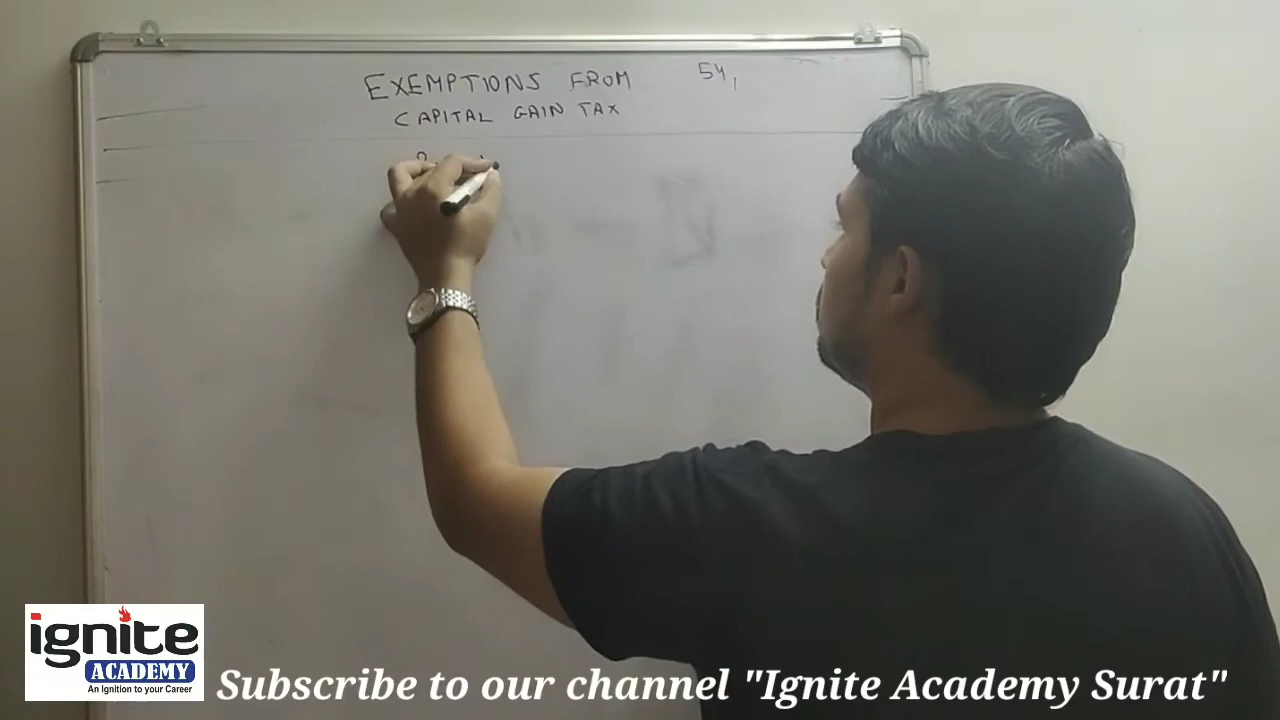 EXEMPTIONS FROM 54,
CAPITAL GAIN TAX
ignite
ACADEMY
An Ignition to your Career
Subscribe to our channel "Ignite Academy Surat"